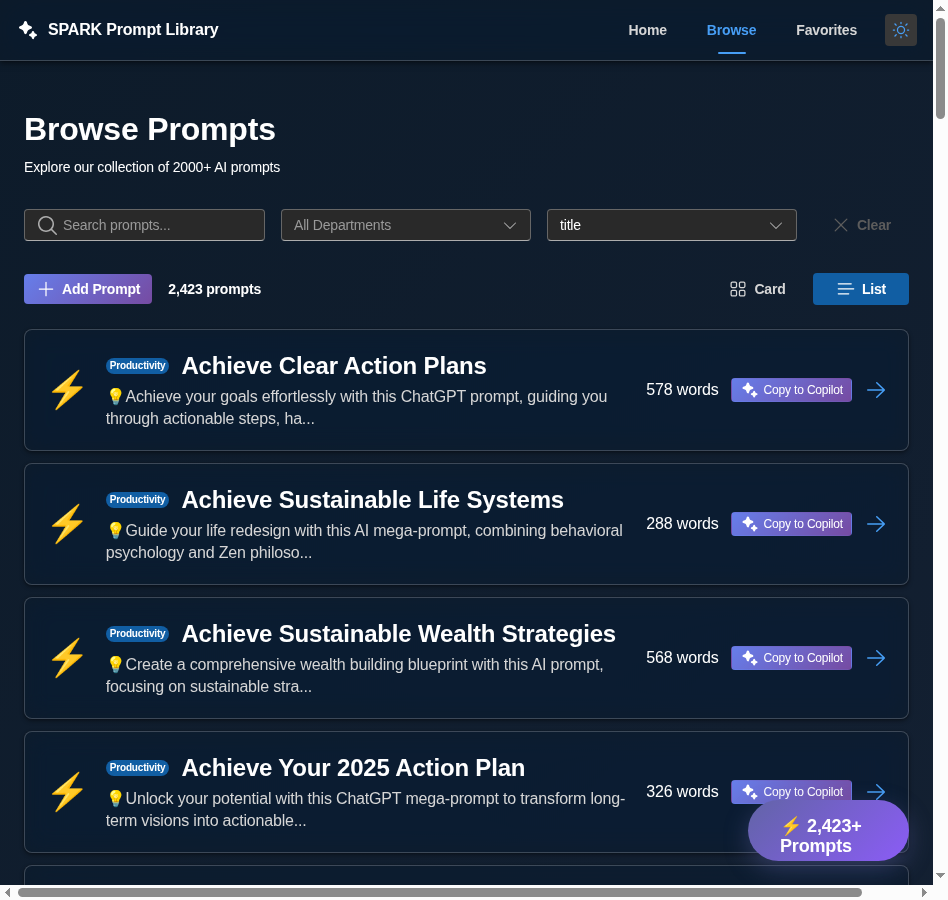 SPARK Prompt Library
Home
Browse
Favorites
Browse Prompts
Explore our collection of 2000+ AI prompts
Search prompts...
All Departments
title
Clear
Add Prompt
2,423 prompts
Card
List
Productivity
Achieve Clear Action Plans
💡Achieve your goals effortlessly with this ChatGPT prompt, guiding you
through actionable steps, ha...
578 words
Copy to Copilot
Productivity
Achieve Sustainable Life Systems
💡Guide your life redesign with this AI mega-prompt, combining behavioral
psychology and Zen philoso...
288 words
Copy to Copilot
Productivity
Achieve Sustainable Wealth Strategies
💡Create a comprehensive wealth building blueprint with this AI prompt,
focusing on sustainable stra...
568 words
Copy to Copilot
Productivity
Achieve Your 2025 Action Plan
💡Unlock your potential with this ChatGPT mega-prompt to transform long-
term visions into actionable...
326 words
Copy to Copilot
⚡ 2,423+
Prompts